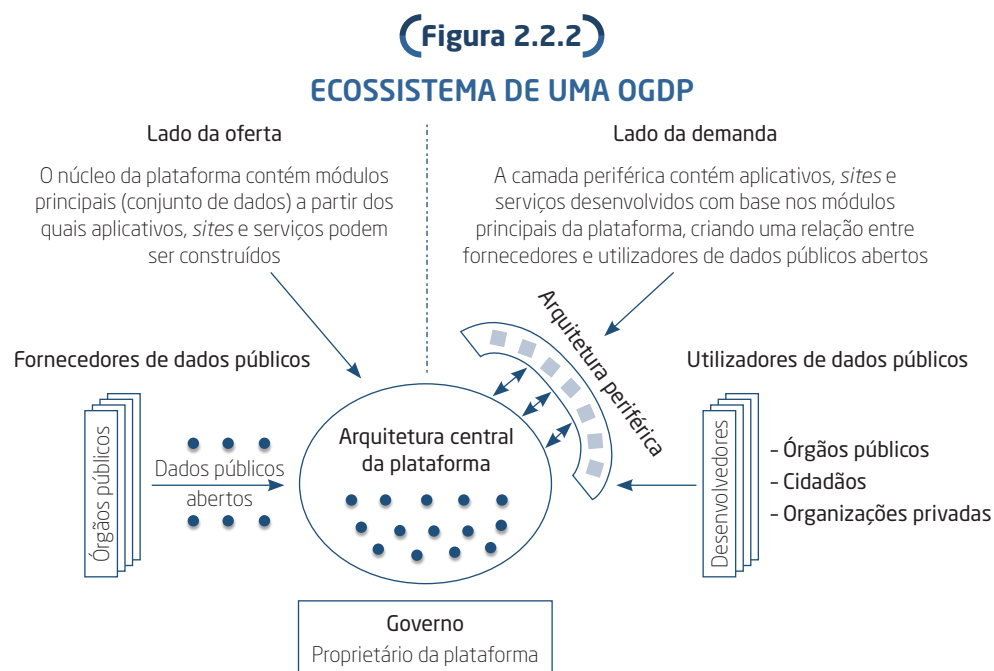 Figura 2.2.2
ECOSSISTEMA DE UMA OGDP
Lado da oferta
O núcleo da plataforma contém módulos
principais (conjunto de dados) a partir dos
quais aplicativos, sites e serviços podem
ser construídos
Lado da demanda
A camada periférica contém aplicativos, sites e
serviços desenvolvidos com base nos módulos
principais da plataforma, criando uma relação entre
fornecedores e utilizadores de dados públicos abertos
Fornecedores de dados públicos
Órgãos públicos
Dados públicos
abertos
Arquitetura central
da plataforma
Arquitetura periférica
Utilizadores de dados públicos
Desenvolvedores
- Órgãos públicos
- Cidadãos
- Organizações privadas
Governo
Proprietário da plataforma